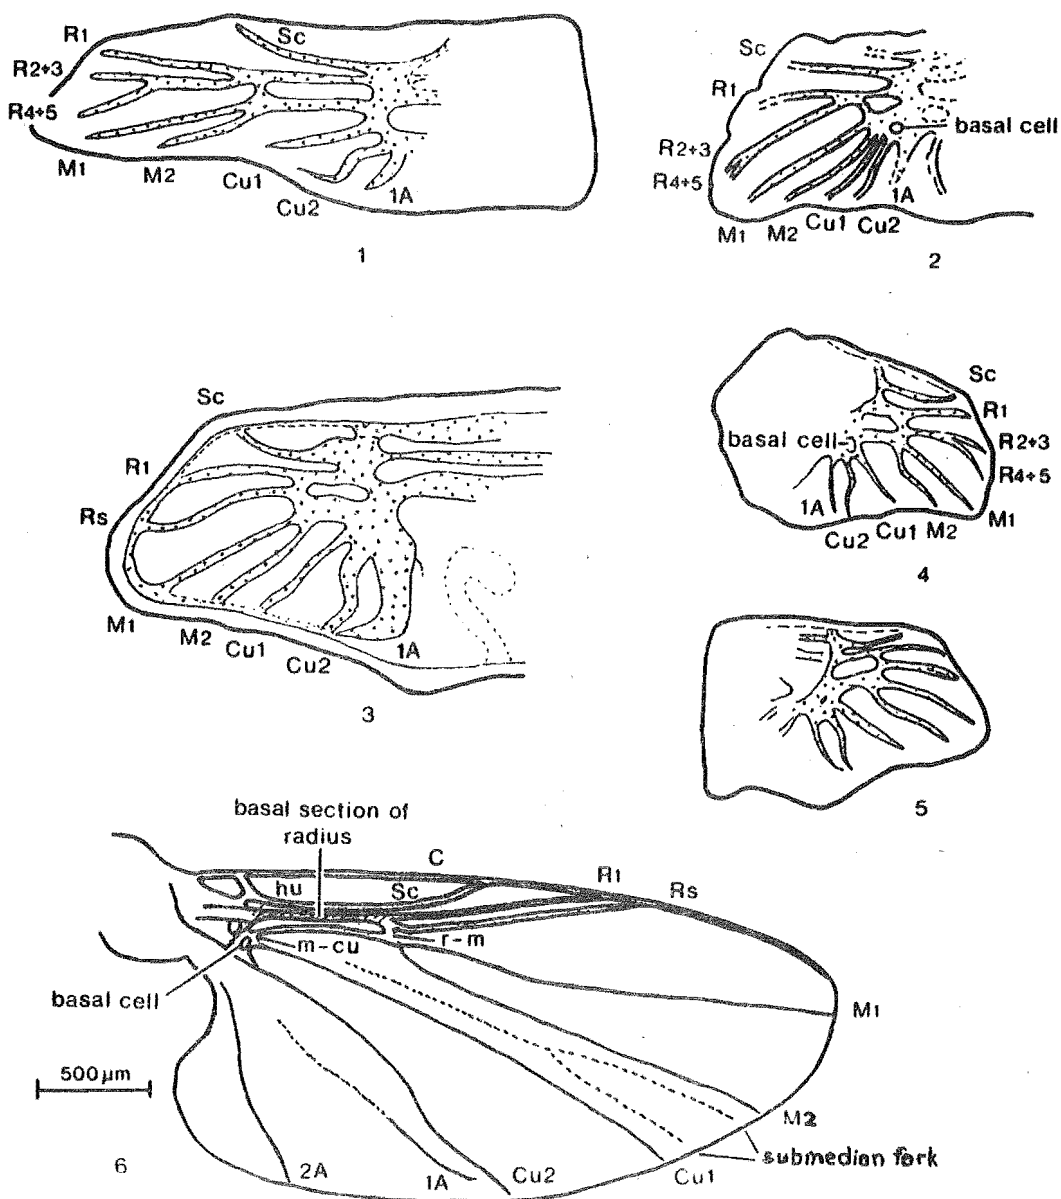 R1
Sc
R2+3
R4+5
M1
M2
Cu1
Cu2
1A
1
Sc
R1
basal cell
R2+3
R4+5
1A
M1
M2
Cu1
Cu2
2
Sc
R1
Rs
M1
M2
Cu1
Cu2
1A
3
Sc
R1
basal cell
R2+3
R4+5
1A
Cu2
Cu1
M2
M1
4
5
basal section of
radius
C
R1
Rs
hu
Sc
m-cu
r-m
basal cell
M1
500 µm
M2
submedian fork
6
2A
1A
Cu2
Cu1